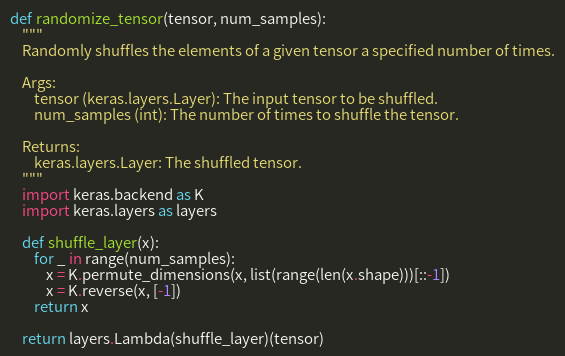 def randomize_tensor(tensor, num_samples):
    """
    Randomly shuffles the elements of a given tensor a specified number of times.

    Args:
        tensor (keras.layers.Layer): The input tensor to be shuffled.
        num_samples (int): The number of times to shuffle the tensor.

    Returns:
        keras.layers.Layer: The shuffled tensor.
    """
    import keras.backend as K
    import keras.layers as layers

    def shuffle_layer(x):
        for _ in range(num_samples):
            x = K.permute_dimensions(x, list(range(len(x.shape)))[::-1])
            x = K.reverse(x, [-1])
        return x

    return layers.Lambda(shuffle_layer)(tensor)